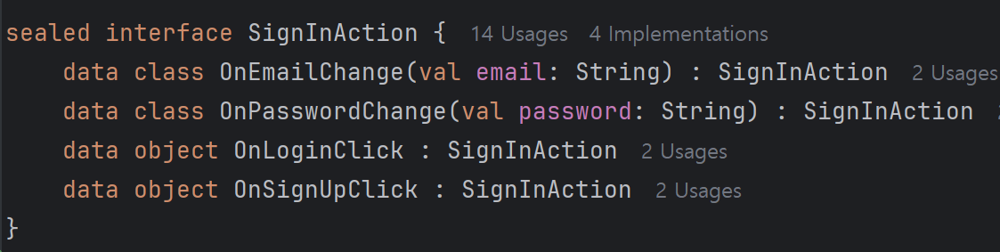 sealed interface SignInAction { 14 Usages 4 Implementations
data class OnEmailChange(val email: String) : SignInAction 2 Usages
data class OnPasswordChange(val password: String) : SignInAction
data object OnLoginClick : SignInAction 2 Usages
data object OnSignUpClick : SignInAction 2 Usages
}